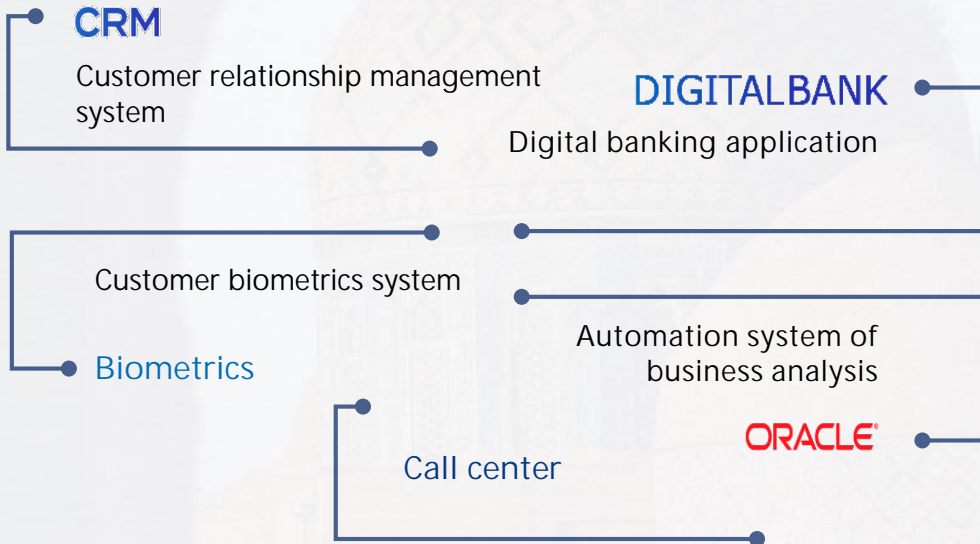 CRM
Customer relationship management
system
DIGITALBANK
Digital banking application
Customer biometrics system
Biometrics
Automation system of
business analysis
ORACLE®
Call center